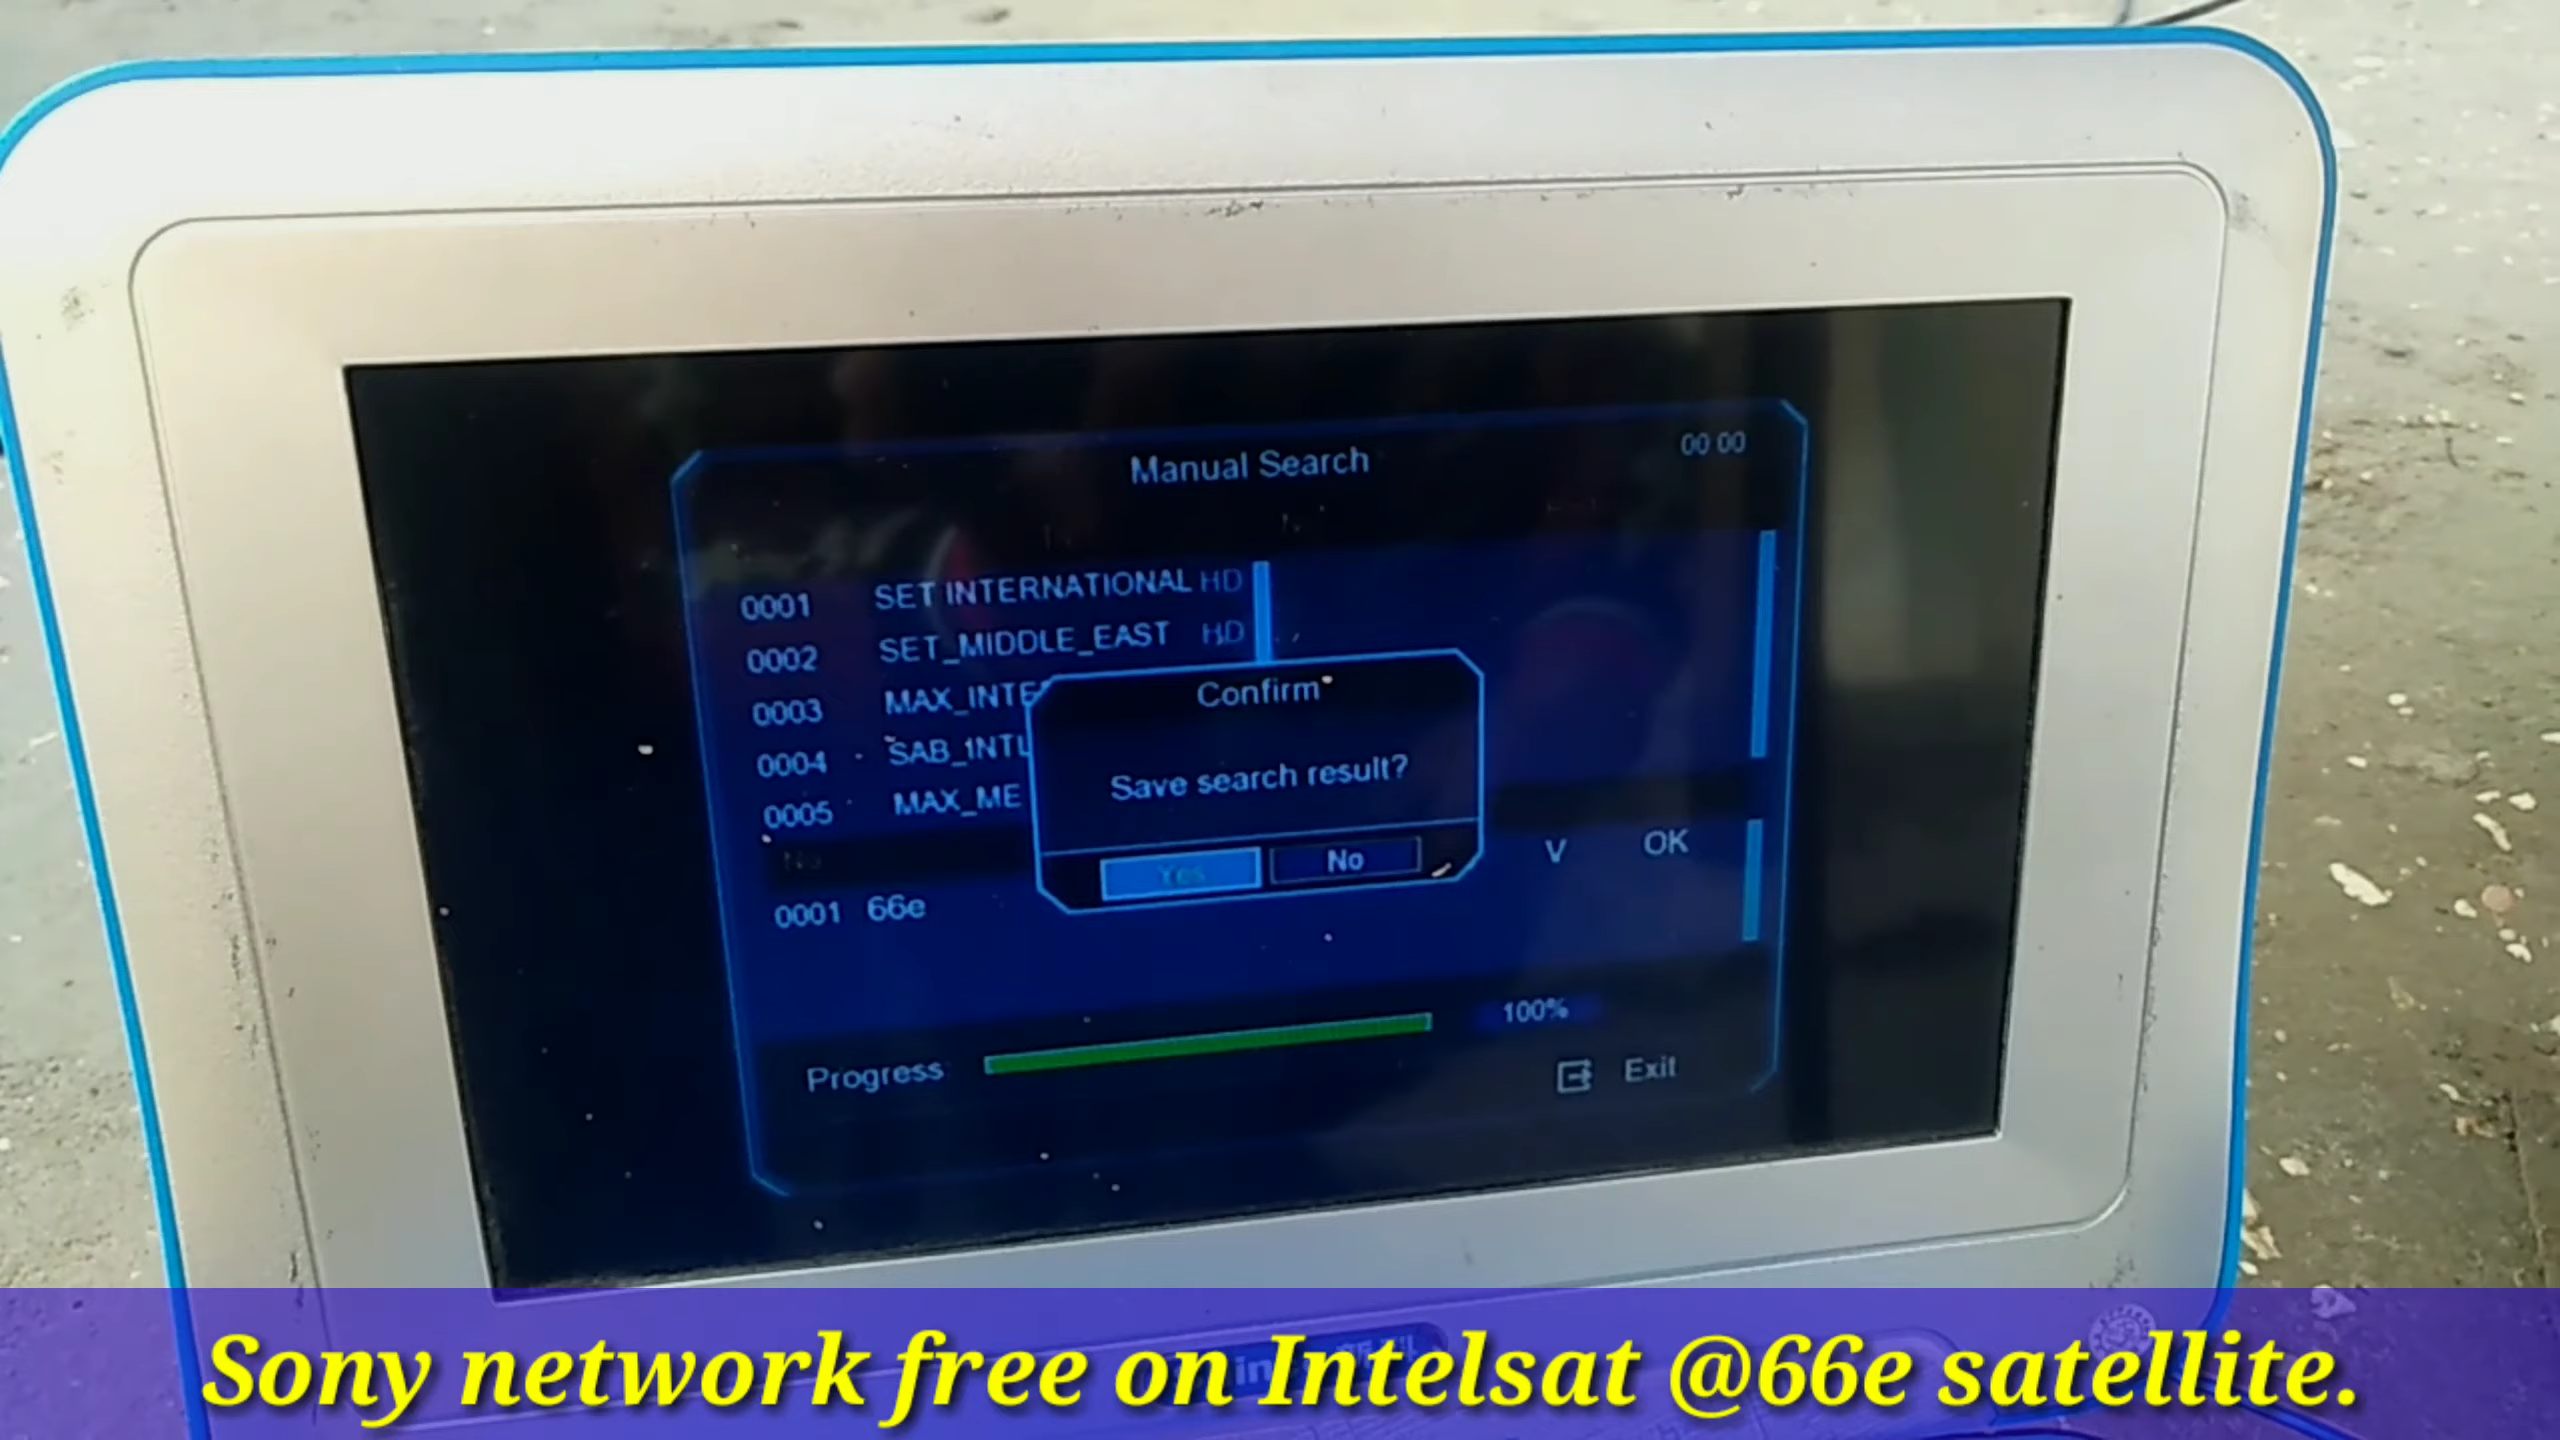 Manual Search
00 00
0001 SET INTERNATIONAL HD
0002 SET_MIDDLE_EAST HD
0003
0004 SAB_INTL
0005 MAX_ME
Confirm
Save search result?
Yes No
V OK
No
0001 66e
Progress 100%
Exit
Sony network free on Intelsat @66e satellite.